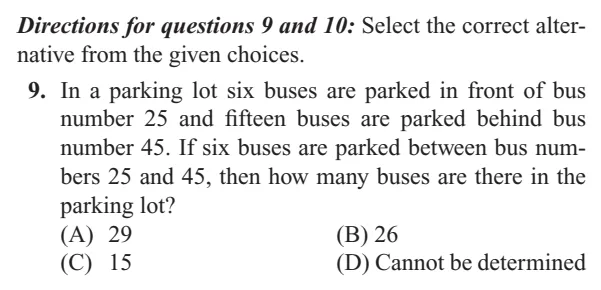 Directions for questions 9 and 10: Select the correct alter-
native from the given choices.
9. In a parking lot six buses are parked in front of bus
number 25 and fifteen buses are parked behind bus
number 45. If six buses are parked between bus num-
bers 25 and 45, then how many buses are there in the
parking lot?
(A) 29 (B) 26
(C) 15 (D) Cannot be determined